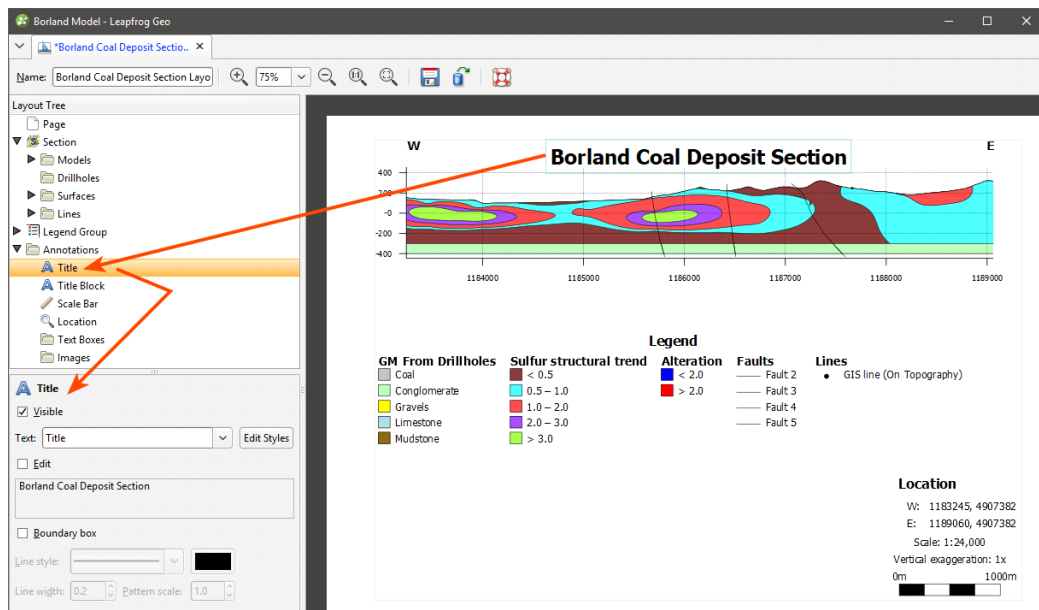 Borland Model - Leapfrog Geo
*Borland Coal Deposit Sectio..
Name: Borland Coal Deposit Section Layo 75%
Layout Tree
Page
Section
Models
Drillholes
Surfaces
Lines
Legend Group
Annotations
Title
Title Block
Scale Bar
Location
Text Boxes
Images
Title
Visible
Text: Title Edit Styles
Edit
Borland Coal Deposit Section
Boundary box
Line style:
Line width: 0.2 Pattern scale: 1.0
W E
Borland Coal Deposit Section
400
200
-0
-200
-400
1184000 1185000 1186000 1187000 1188000 1189000
Legend
GM From Drillholes Sulfur structural trend Alteration Faults Lines
Coal < 0.5 < 2.0 Fault 2 GIS line (On Topography)
Conglomerate 0.5 – 1.0 > 2.0 Fault 3
Gravels 1.0 – 2.0 Fault 4
Limestone 2.0 – 3.0 Fault 5
Mudstone > 3.0
Location
W: 1183245, 4907382
E: 1189060, 4907382
Scale: 1:24,000
Vertical exaggeration: 1x
0m 1000m